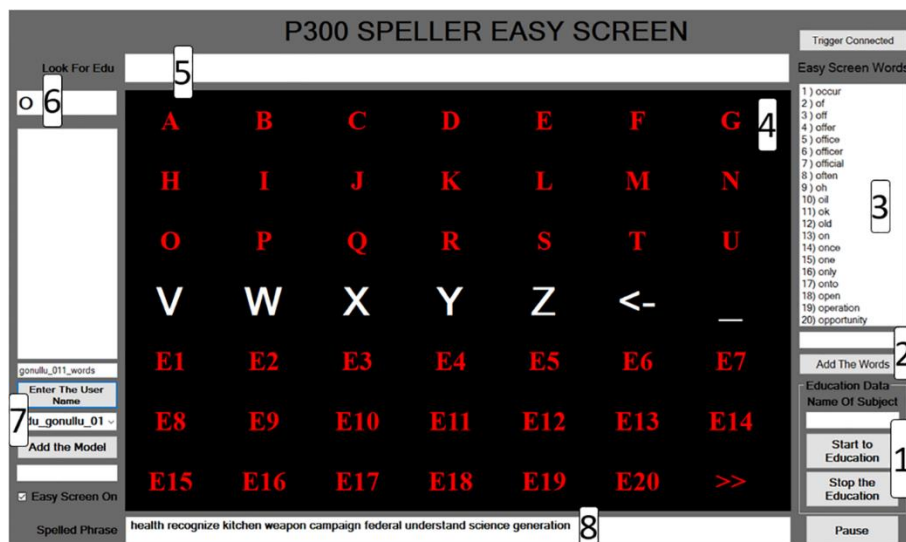 P300 SPELLER EASY SCREEN
Trigger Connected
Look For Edu
5
Easy Screen Words
O
6
A B C D E F G
4
H I J K L M N
O P Q R S T U
V W X Y Z <- _
E1 E2 E3 E4 E5 E6 E7
E8 E9 E10 E11 E12 E13 E14
E15 E16 E17 E18 E19 E20 >>
1 ) occur
2 ) of
3 ) off
4 ) offer
5 ) office
6 ) officer
7 ) official
8 ) often
9 ) oh
10) oil
11) ok
12) old
13) on
14) once
15) one
16) only
17) onto
18) open
19) operation
20) opportunity
3
2
Add The Words
Education Data
Name Of Subject
Start to
Education
1
Stop the
Education
Pause
gonullu_011_words
Enter The User
Name
7
du_gonullu_01
Add the Model
Easy Screen On
Spelled Phrase
health recognize kitchen weapon campaign federal understand science generation
8